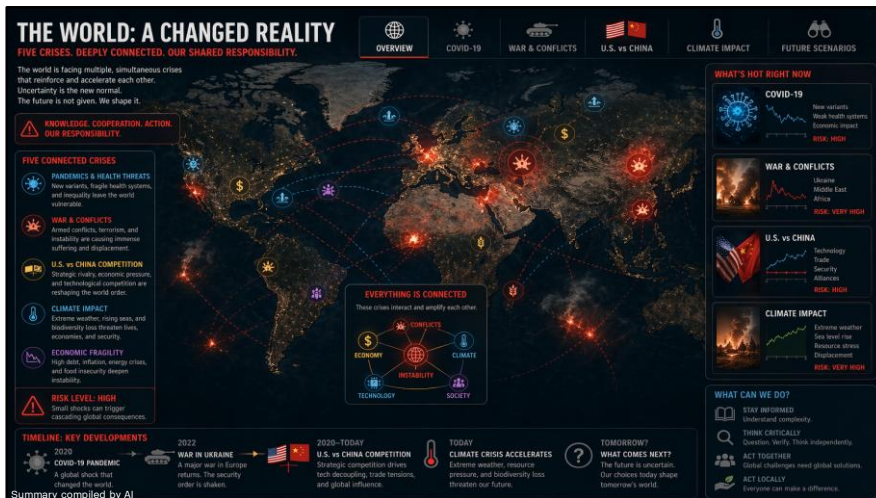 THE WORLD: A CHANGED REALITY
FIVE CRISES. DEEPLY CONNECTED. OUR SHARED RESPONSIBILITY.
The world is facing multiple, simultaneous crises
that reinforce and accelerate each other.
Uncertainty is the new normal.
The future is not given. We shape it.
KNOWLEDGE. COOPERATION. ACTION.
OUR RESPONSIBILITY.
OVERVIEW
COVID-19
WAR & CONFLICTS
U.S. vs CHINA
CLIMATE IMPACT
FUTURE SCENARIOS
FIVE CONNECTED CRISES
PANDEMICS & HEALTH THREATS
New variants, fragile health systems,
and inequality leave the world
vulnerable.
WAR & CONFLICTS
Armed conflicts, terrorism, and
instability are causing immense
suffering and displacement.
U.S. vs CHINA COMPETITION
Strategic rivalry, economic pressure,
and technological competition are
reshaping the world order.
CLIMATE IMPACT
Extreme weather, rising seas, and
biodiversity loss threaten lives,
economies, and security.
ECONOMIC FRAGILITY
High debt, inflation, energy crises,
and food insecurity deepen
instability.
RISK LEVEL: HIGH
Small shocks can trigger
cascading global consequences.
$
$
$
EVERYTHING IS CONNECTED
These crises interact and amplify each other.
CONFLICTS
$
ECONOMY
CLIMATE
INSTABILITY
TECHNOLOGY
SOCIETY
WHAT'S HOT RIGHT NOW
COVID-19
New variants
Weak health systems
Economic impact
RISK: HIGH
WAR & CONFLICTS
Ukraine
Middle East
Africa
RISK: VERY HIGH
U.S. vs CHINA
Technology
Trade
Security
Alliances
RISK: HIGH
CLIMATE IMPACT
Extreme weather
Sea level rise
Resource stress
Displacement
RISK: VERY HIGH
WHAT CAN WE DO?
STAY INFORMED
Understand complexity.
THINK CRITICALLY
Question. Verify. Think independently.
ACT TOGETHER
Global challenges need global solutions.
ACT LOCALLY
Everyone can make a difference.
TIMELINE: KEY DEVELOPMENTS
2020
COVID-19 PANDEMIC
A global shock that
changed the world.
2022
WAR IN UKRAINE
A major war in Europe
returns. The security
order is shaken.
2020–TODAY
U.S. vs CHINA COMPETITION
Strategic competition drives
tech decoupling, trade tensions,
and global influence.
TODAY
CLIMATE CRISIS ACCELERATES
Extreme weather, resource
pressure, and biodiversity loss
threaten our future.
?
TOMORROW?
WHAT COMES NEXT?
The future is uncertain.
Our choices today shape
tomorrow's world.
Summary compiled by AI